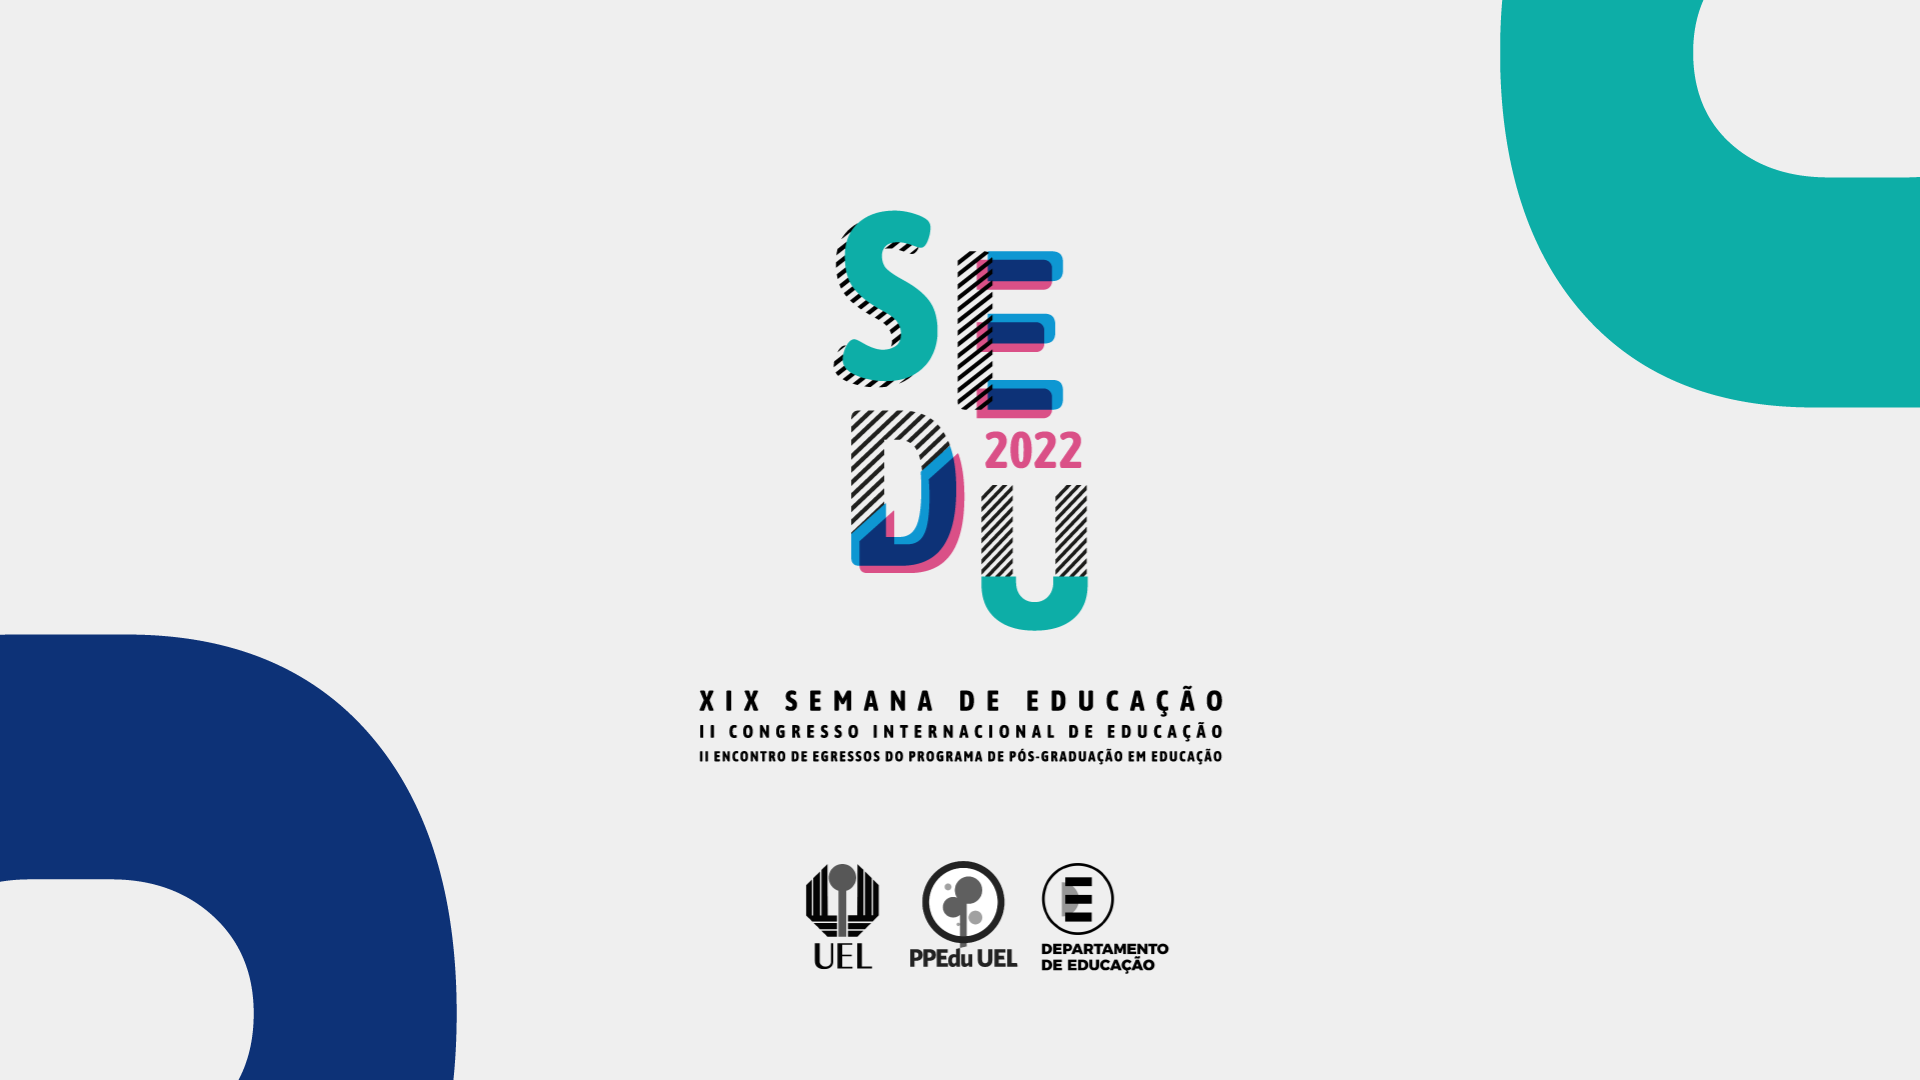 SE
2022
DU
XIX SEMANA DE EDUCAÇÃO
II CONGRESSO INTERNACIONAL DE EDUCAÇÃO
II ENCONTRO DE EGRESSOS DO PROGRAMA DE PÓS-GRADUAÇÃO EM EDUCAÇÃO
UEL
PPEdu UEL
DEPARTAMENTO
DE EDUCAÇÃO